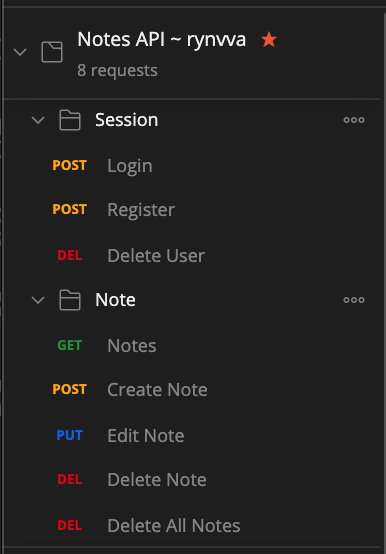 Notes API ~ rynvva
8 requests
Session
POST Login
POST Register
DEL Delete User
Note
GET Notes
POST Create Note
PUT Edit Note
DEL Delete Note
DEL Delete All Notes